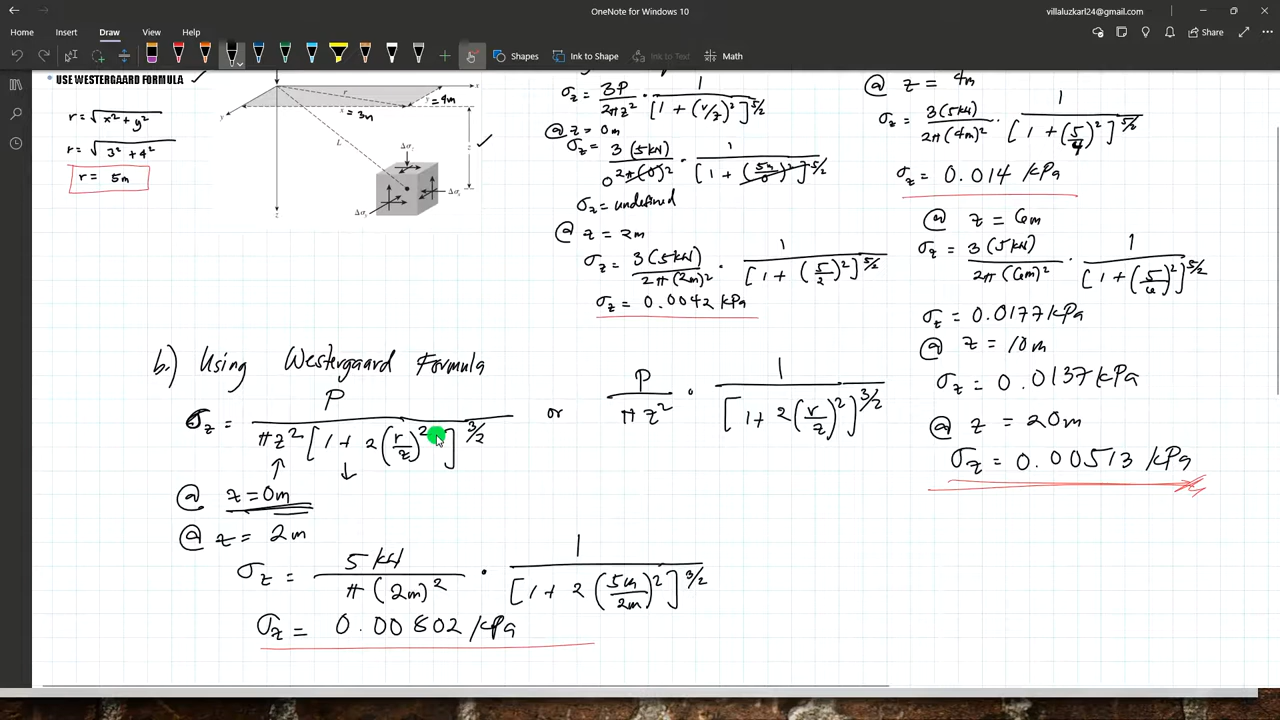 OneNote for Windows 10
villaluzkarl24@gmail.com
Home Insert Draw View Help
Share
Shapes
Ink to Shape
Ink to Text
Math
• USE WESTERGAARD FORMULA ✓
r = √x² + y²
r = √3² + 4²
r = 5m
x
r
y = 4m
y
x = 3m
L
z
Δσ
Δσ
Δσ
z
σz = 3P / 2πz² · 1 / [1 + (r/z)²]^5/2
@ z = 0m
σz = 3(5kN) / 2π(0)² · 1 / [1 + (5m/0)²]^5/2
0
σz = undefined
@ z = 2m
σz = 3(5kN) / 2π(2m)² · 1 / [1 + (5/2)²]^5/2
σz = 0.0042 kPa
@ z = 4m
σz = 3(5kN) / 2π(4m)² · 1 / [1 + (5/4)²]^5/2
σz = 0.014 kPa
@ z = 6m
σz = 3(5kN) / 2π(6m)² · 1 / [1 + (5/6)²]^5/2
σz = 0.0177 kPa
@ z = 10m
σz = 0.0137 kPa
@ z = 20m
σz = 0.00513 kPa
b.) Using Westergaard Formula
σz = P / πz² [1 + 2(r/z)²]^3/2 or P / πz² · 1 / [1 + 2(r/z)²]^3/2
@ z = 0m
@ z = 2m
σz = 5kN / π(2m)² · 1 / [1 + 2(5m/2m)²]^3/2
σz = 0.00802 kPa